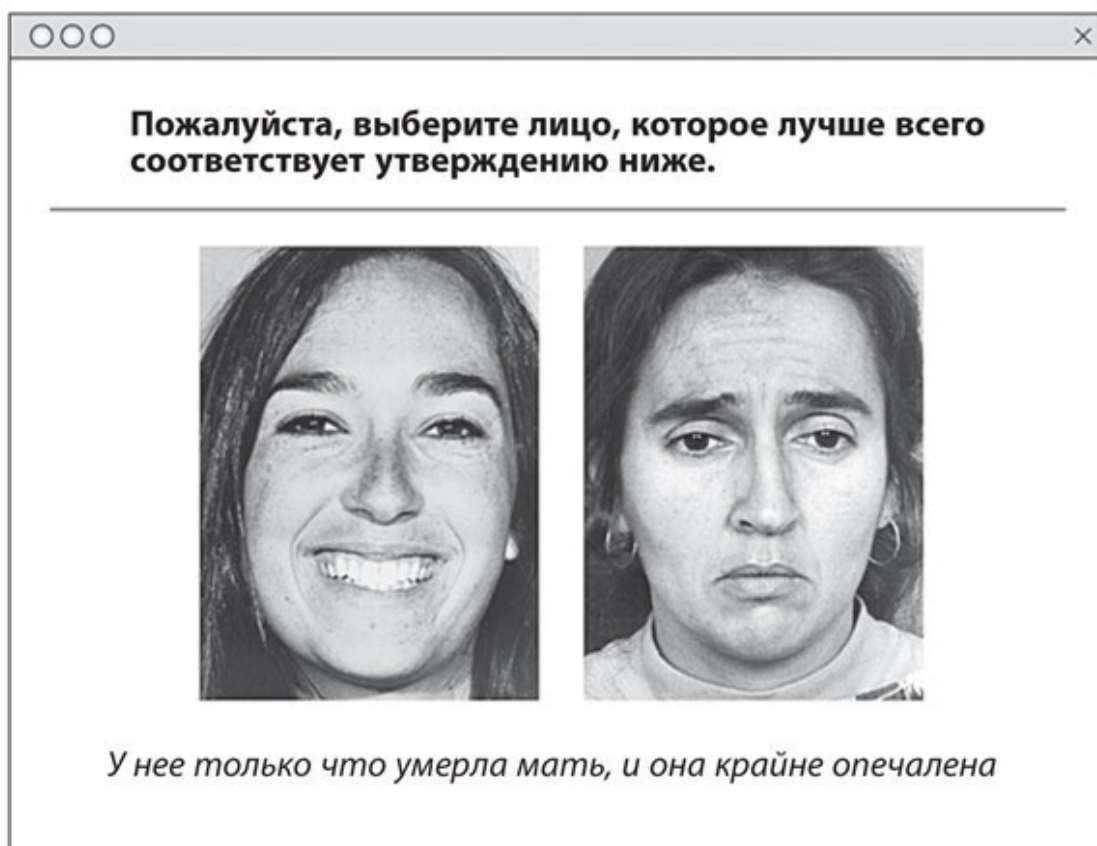 Пожалуйста, выберите лицо, которое лучше всего
соответствует утверждению ниже.
У нее только что умерла мать, и она крайне опечалена